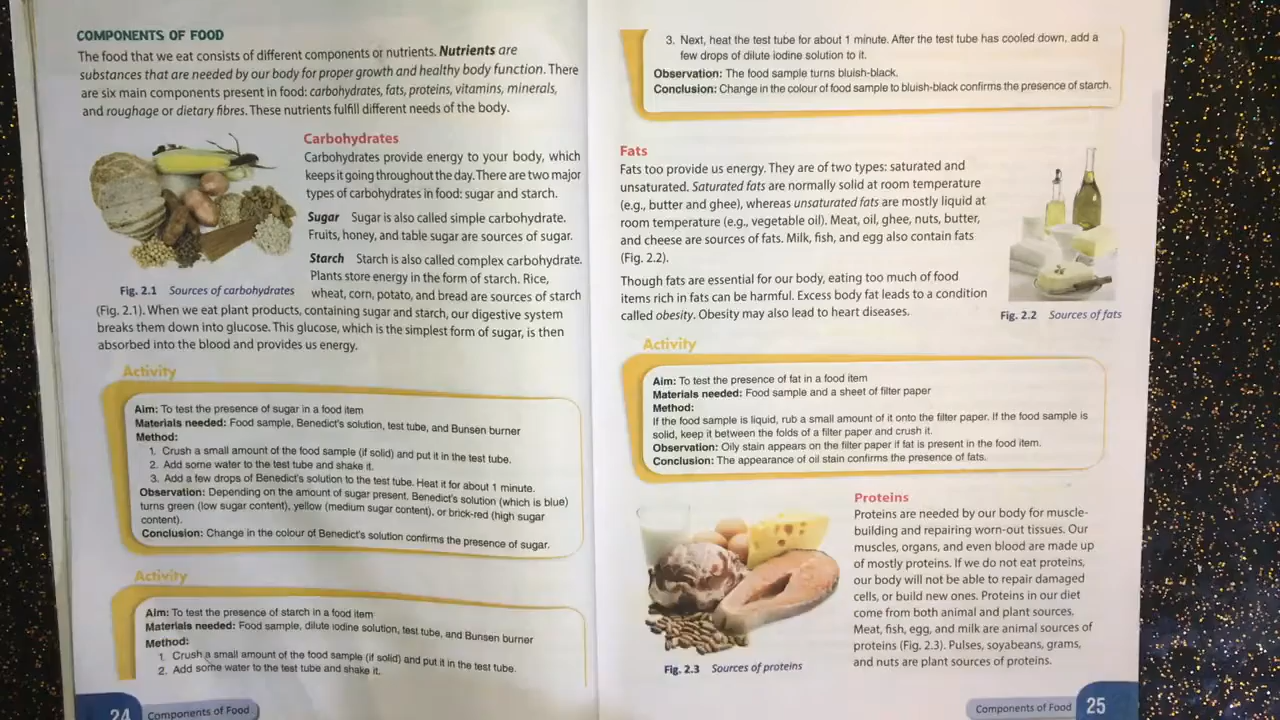 COMPONENTS OF FOOD
The food that we eat consists of different components or nutrients. Nutrients are
substances that are needed by our body for proper growth and healthy body function. There
are six main components present in food: carbohydrates, fats, proteins, vitamins, minerals,
and roughage or dietary fibres. These nutrients fulfill different needs of the body.
Carbohydrates
Carbohydrates provide energy to your body, which
keeps it going throughout the day. There are two major
types of carbohydrates in food: sugar and starch.
Sugar Sugar is also called simple carbohydrate.
Fruits, honey, and table sugar are sources of sugar.
Starch Starch is also called complex carbohydrate.
Plants store energy in the form of starch. Rice,
Fig. 2.1 Sources of carbohydrates
wheat, corn, potato, and bread are sources of starch
(Fig. 2.1). When we eat plant products, containing sugar and starch, our digestive system
breaks them down into glucose. This glucose, which is the simplest form of sugar, is then
absorbed into the blood and provides us energy.
Activity
Aim: To test the presence of sugar in a food item
Materials needed: Food sample, Benedict's solution, test tube, and Bunsen burner
Method:
1. Crush a small amount of the food sample (if solid) and put it in the test tube.
2. Add some water to the test tube and shake it.
3. Add a few drops of Benedict's solution to the test tube. Heat it for about 1 minute.
Observation: Depending on the amount of sugar present, Benedict's solution (which is blue)
turns green (low sugar content), yellow (medium sugar content), or brick-red (high sugar
content).
Conclusion: Change in the colour of Benedict's solution confirms the presence of sugar.
Activity
Aim: To test the presence of starch in a food item
Materials needed: Food sample, dilute iodine solution, test tube, and Bunsen burner
Method:
1. Crush a small amount of the food sample (if solid) and put it in the test tube.
2. Add some water to the test tube and shake it.
24 Components of Food
3. Next, heat the test tube for about 1 minute. After the test tube has cooled down, add a
few drops of dilute iodine solution to it.
Observation: The food sample turns bluish-black.
Conclusion: Change in the colour of food sample to bluish-black confirms the presence of starch.
Fats
Fats too provide us energy. They are of two types: saturated and
unsaturated. Saturated fats are normally solid at room temperature
(e.g., butter and ghee), whereas unsaturated fats are mostly liquid at
room temperature (e.g., vegetable oil). Meat, oil, ghee, nuts, butter,
and cheese are sources of fats. Milk, fish, and egg also contain fats
(Fig. 2.2).
Though fats are essential for our body, eating too much of food
items rich in fats can be harmful. Excess body fat leads to a condition
called obesity. Obesity may also lead to heart diseases.
Fig. 2.2 Sources of fats
Activity
Aim: To test the presence of fat in a food item
Materials needed: Food sample and a sheet of filter paper
Method:
If the food sample is liquid, rub a small amount of it onto the filter paper. If the food sample is
solid, keep it between the folds of a filter paper and crush it.
Observation: Oily stain appears on the filter paper if fat is present in the food item.
Conclusion: The appearance of oil stain confirms the presence of fats.
Proteins
Proteins are needed by our body for muscle-
building and repairing worn-out tissues. Our
muscles, organs, and even blood are made up
of mostly proteins. If we do not eat proteins,
our body will not be able to repair damaged
cells, or build new ones. Proteins in our diet
come from both animal and plant sources.
Meat, fish, egg, and milk are animal sources of
proteins (Fig. 2.3). Pulses, soyabeans, grams,
and nuts are plant sources of proteins.
Fig. 2.3 Sources of proteins
Components of Food 25